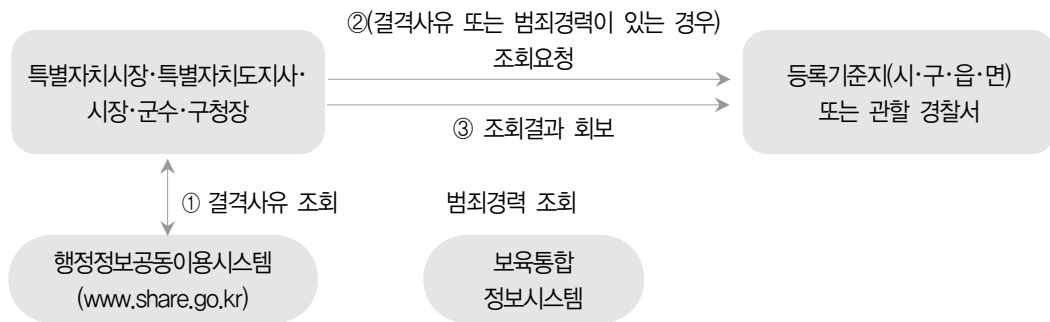 ②(결격사유 또는 범죄경력이 있는 경우)
조회요청
특별자치시장·특별자치도지사·
시장·군수·구청장
등록기준지(시·구·읍·면)
또는 관할 경찰서
③ 조회결과 회보
① 결격사유 조회
범죄경력 조회
행정정보공동이용시스템
(www.share.go.kr)
보육통합
정보시스템